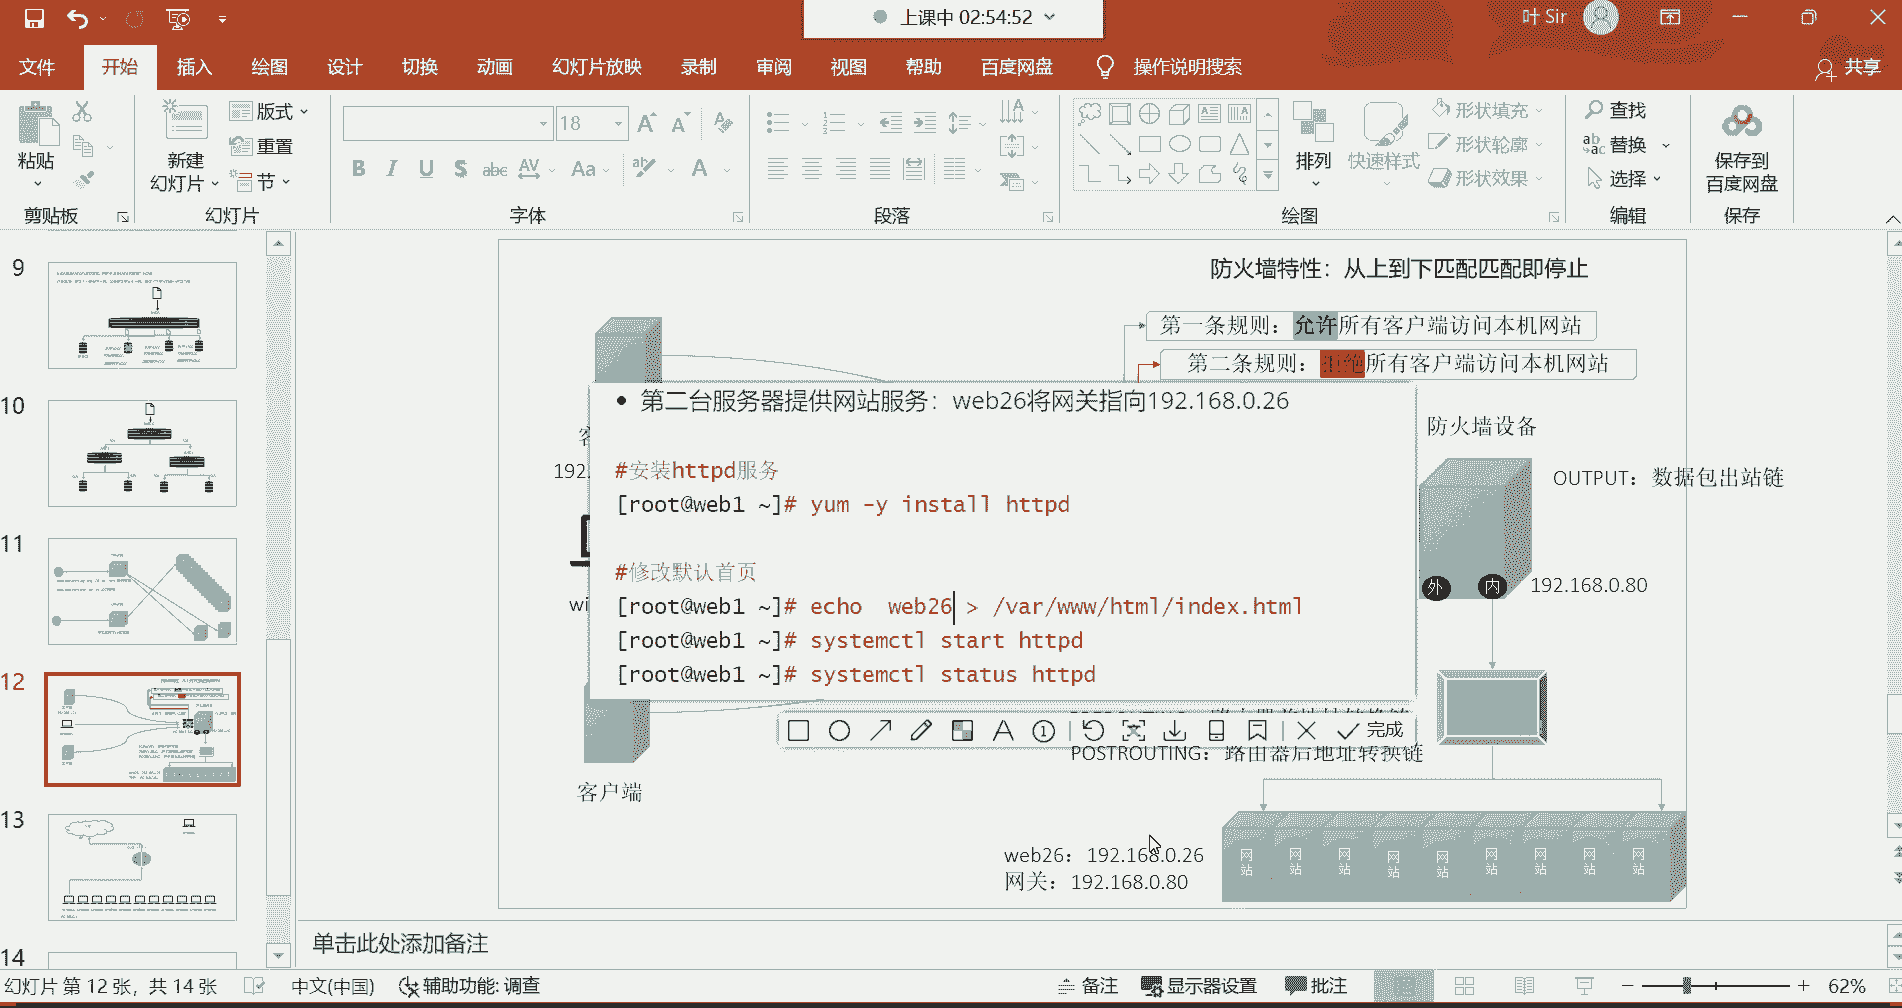 上课中 02:54:52
叶 Sir
文件 开始 插入 绘图 设计 切换 动画 幻灯片放映 录制 审阅 视图 帮助 百度网盘 操作说明搜索 共享
粘贴
新建
幻灯片
版式
重置
节
18
排列
快速样式
形状填充
形状轮廓
形状效果
查找
替换
选择
保存到
百度网盘
剪贴板 幻灯片 字体 段落 绘图 编辑 保存
9
10
11
12
13
14
防火墙特性：从上到下匹配匹配即停止
第一条规则：允许所有客户端访问本机网站
第二条规则：拒绝所有客户端访问本机网站
• 第二台服务器提供网站服务：web26将网关指向192.168.0.26
#安装httpd服务
[root@web1 ~]# yum -y install httpd
#修改默认首页
[root@web1 ~]# echo web26 > /var/www/html/index.html
[root@web1 ~]# systemctl start httpd
[root@web1 ~]# systemctl status httpd
192.
wi
防火墙设备
OUTPUT：数据包出站链
外 内 192.168.0.80
完成
POSTROUTING：路由器后地址转换链
客户端
web26：192.168.0.26
网关：192.168.0.80
网站 网站 网站 网站 网站 网站 网站 网站 网站
单击此处添加备注
幻灯片 第 12 张，共 14 张 中文(中国) 辅助功能: 调查 备注 显示器设置 批注 62%